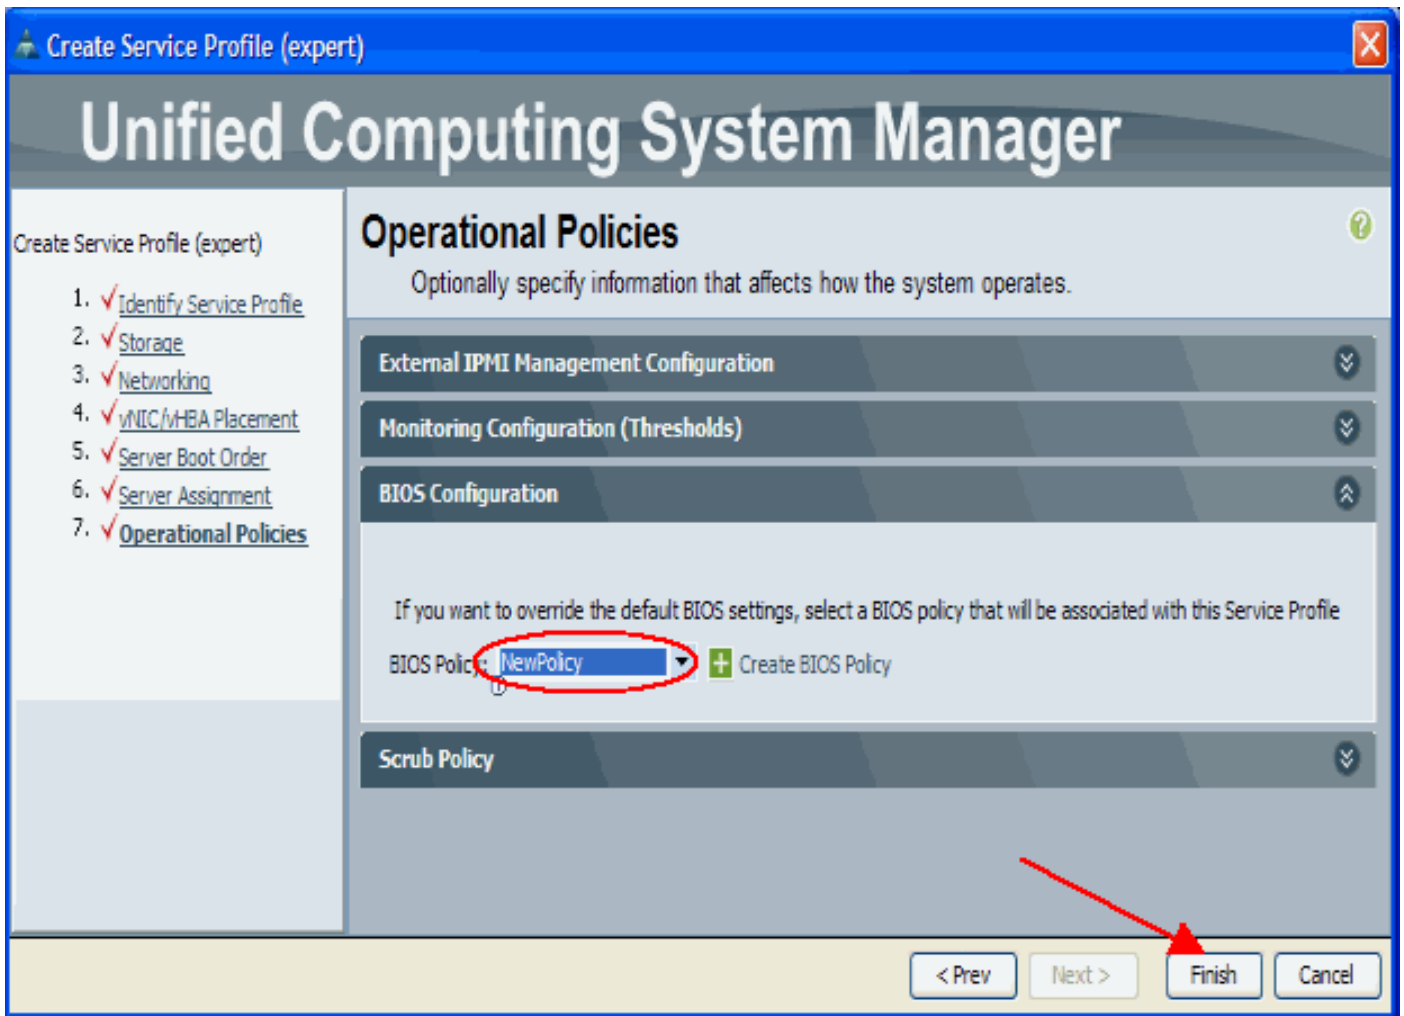 Create Service Profile (expert)
Unified Computing System Manager
Create Service Profile (expert)
1. Identify Service Profile
2. Storage
3. Networking
4. vNIC/vHBA Placement
5. Server Boot Order
6. Server Assignment
7. Operational Policies
Operational Policies
Optionally specify information that affects how the system operates.
External IPMI Management Configuration
Monitoring Configuration (Thresholds)
BIOS Configuration
If you want to override the default BIOS settings, select a BIOS policy that will be associated with this Service Profile
BIOS Policy: NewPolicy Create BIOS Policy
Scrub Policy
< Prev Next > Finish Cancel